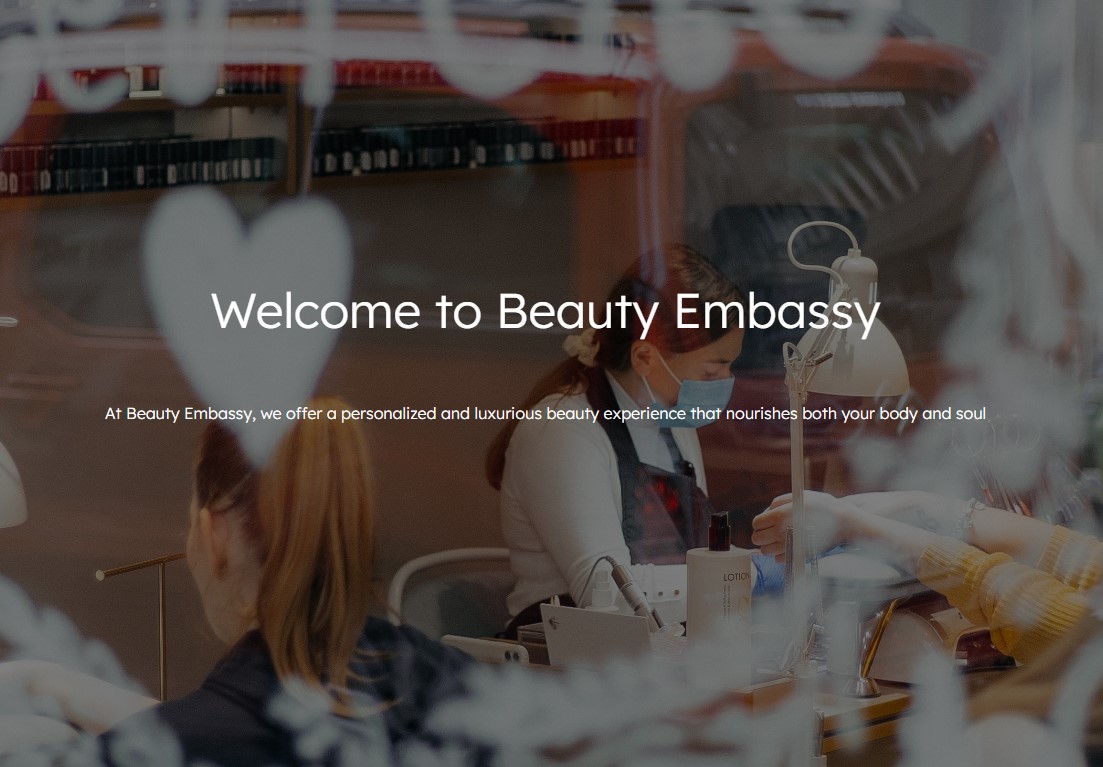 Welcome to Beauty Embassy
At Beauty Embassy, we offer a personalized and luxurious beauty experience that nourishes both your body and soul
LOTION